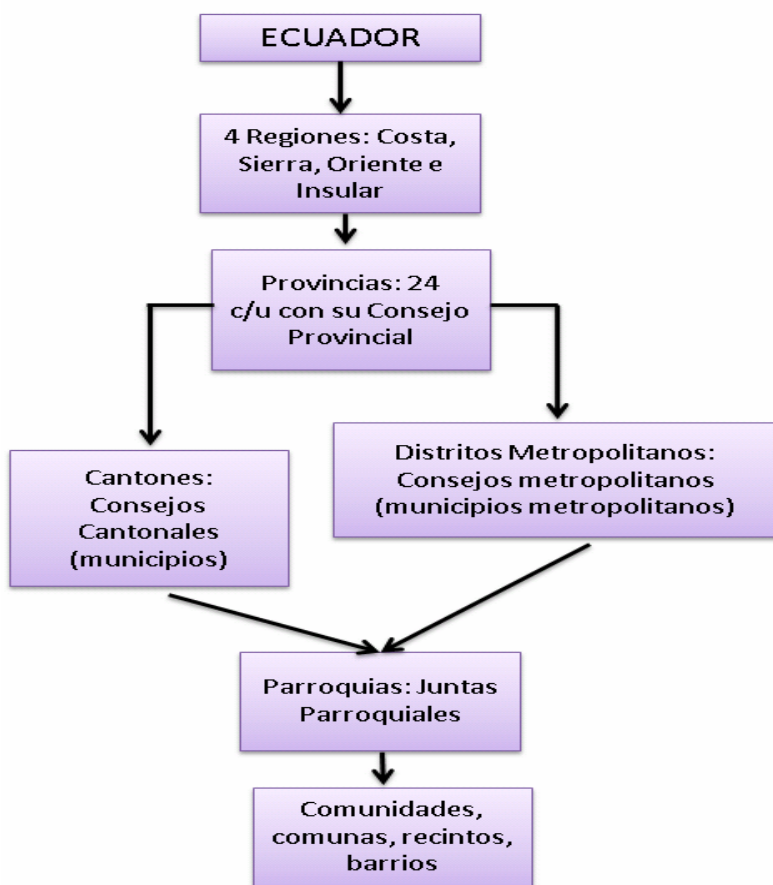 ECUADOR
4 Regiones: Costa,
Sierra, Oriente e
Insular
Provincias: 24
c/u con su Consejo
Provincial
Cantones:
Consejos
Cantonales
(municipios)
Distritos Metropolitanos:
Consejos metropolitanos
(municipios metropolitanos)
Parroquias: Juntas
Parroquiales
Comunidades,
comunas, recintos,
barrios